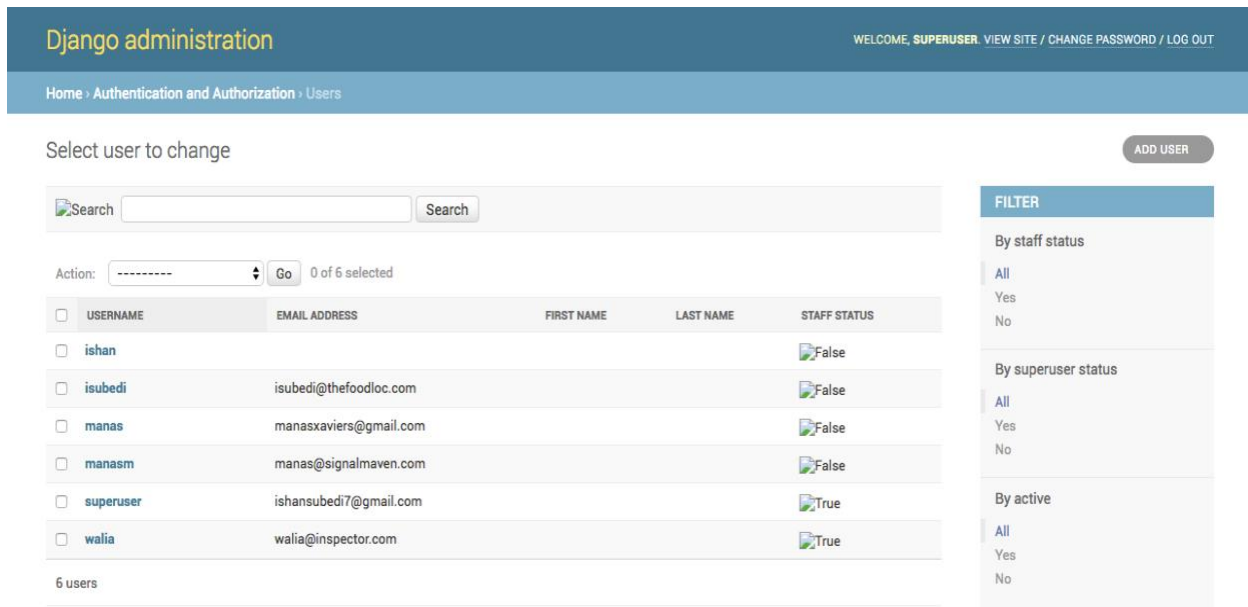 Django administration
WELCOME, SUPERUSER. VIEW SITE / CHANGE PASSWORD / LOG OUT
Home › Authentication and Authorization › Users
Select user to change
ADD USER
Search Search
Action: --------- Go 0 of 6 selected
USERNAME EMAIL ADDRESS FIRST NAME LAST NAME STAFF STATUS
ishan False
isubedi isubedi@thefoodloc.com False
manas manasxaviers@gmail.com False
manasm manas@signalmaven.com False
superuser ishansubedi7@gmail.com True
walia walia@inspector.com True
6 users
FILTER
By staff status
All
Yes
No
By superuser status
All
Yes
No
By active
All
Yes
No